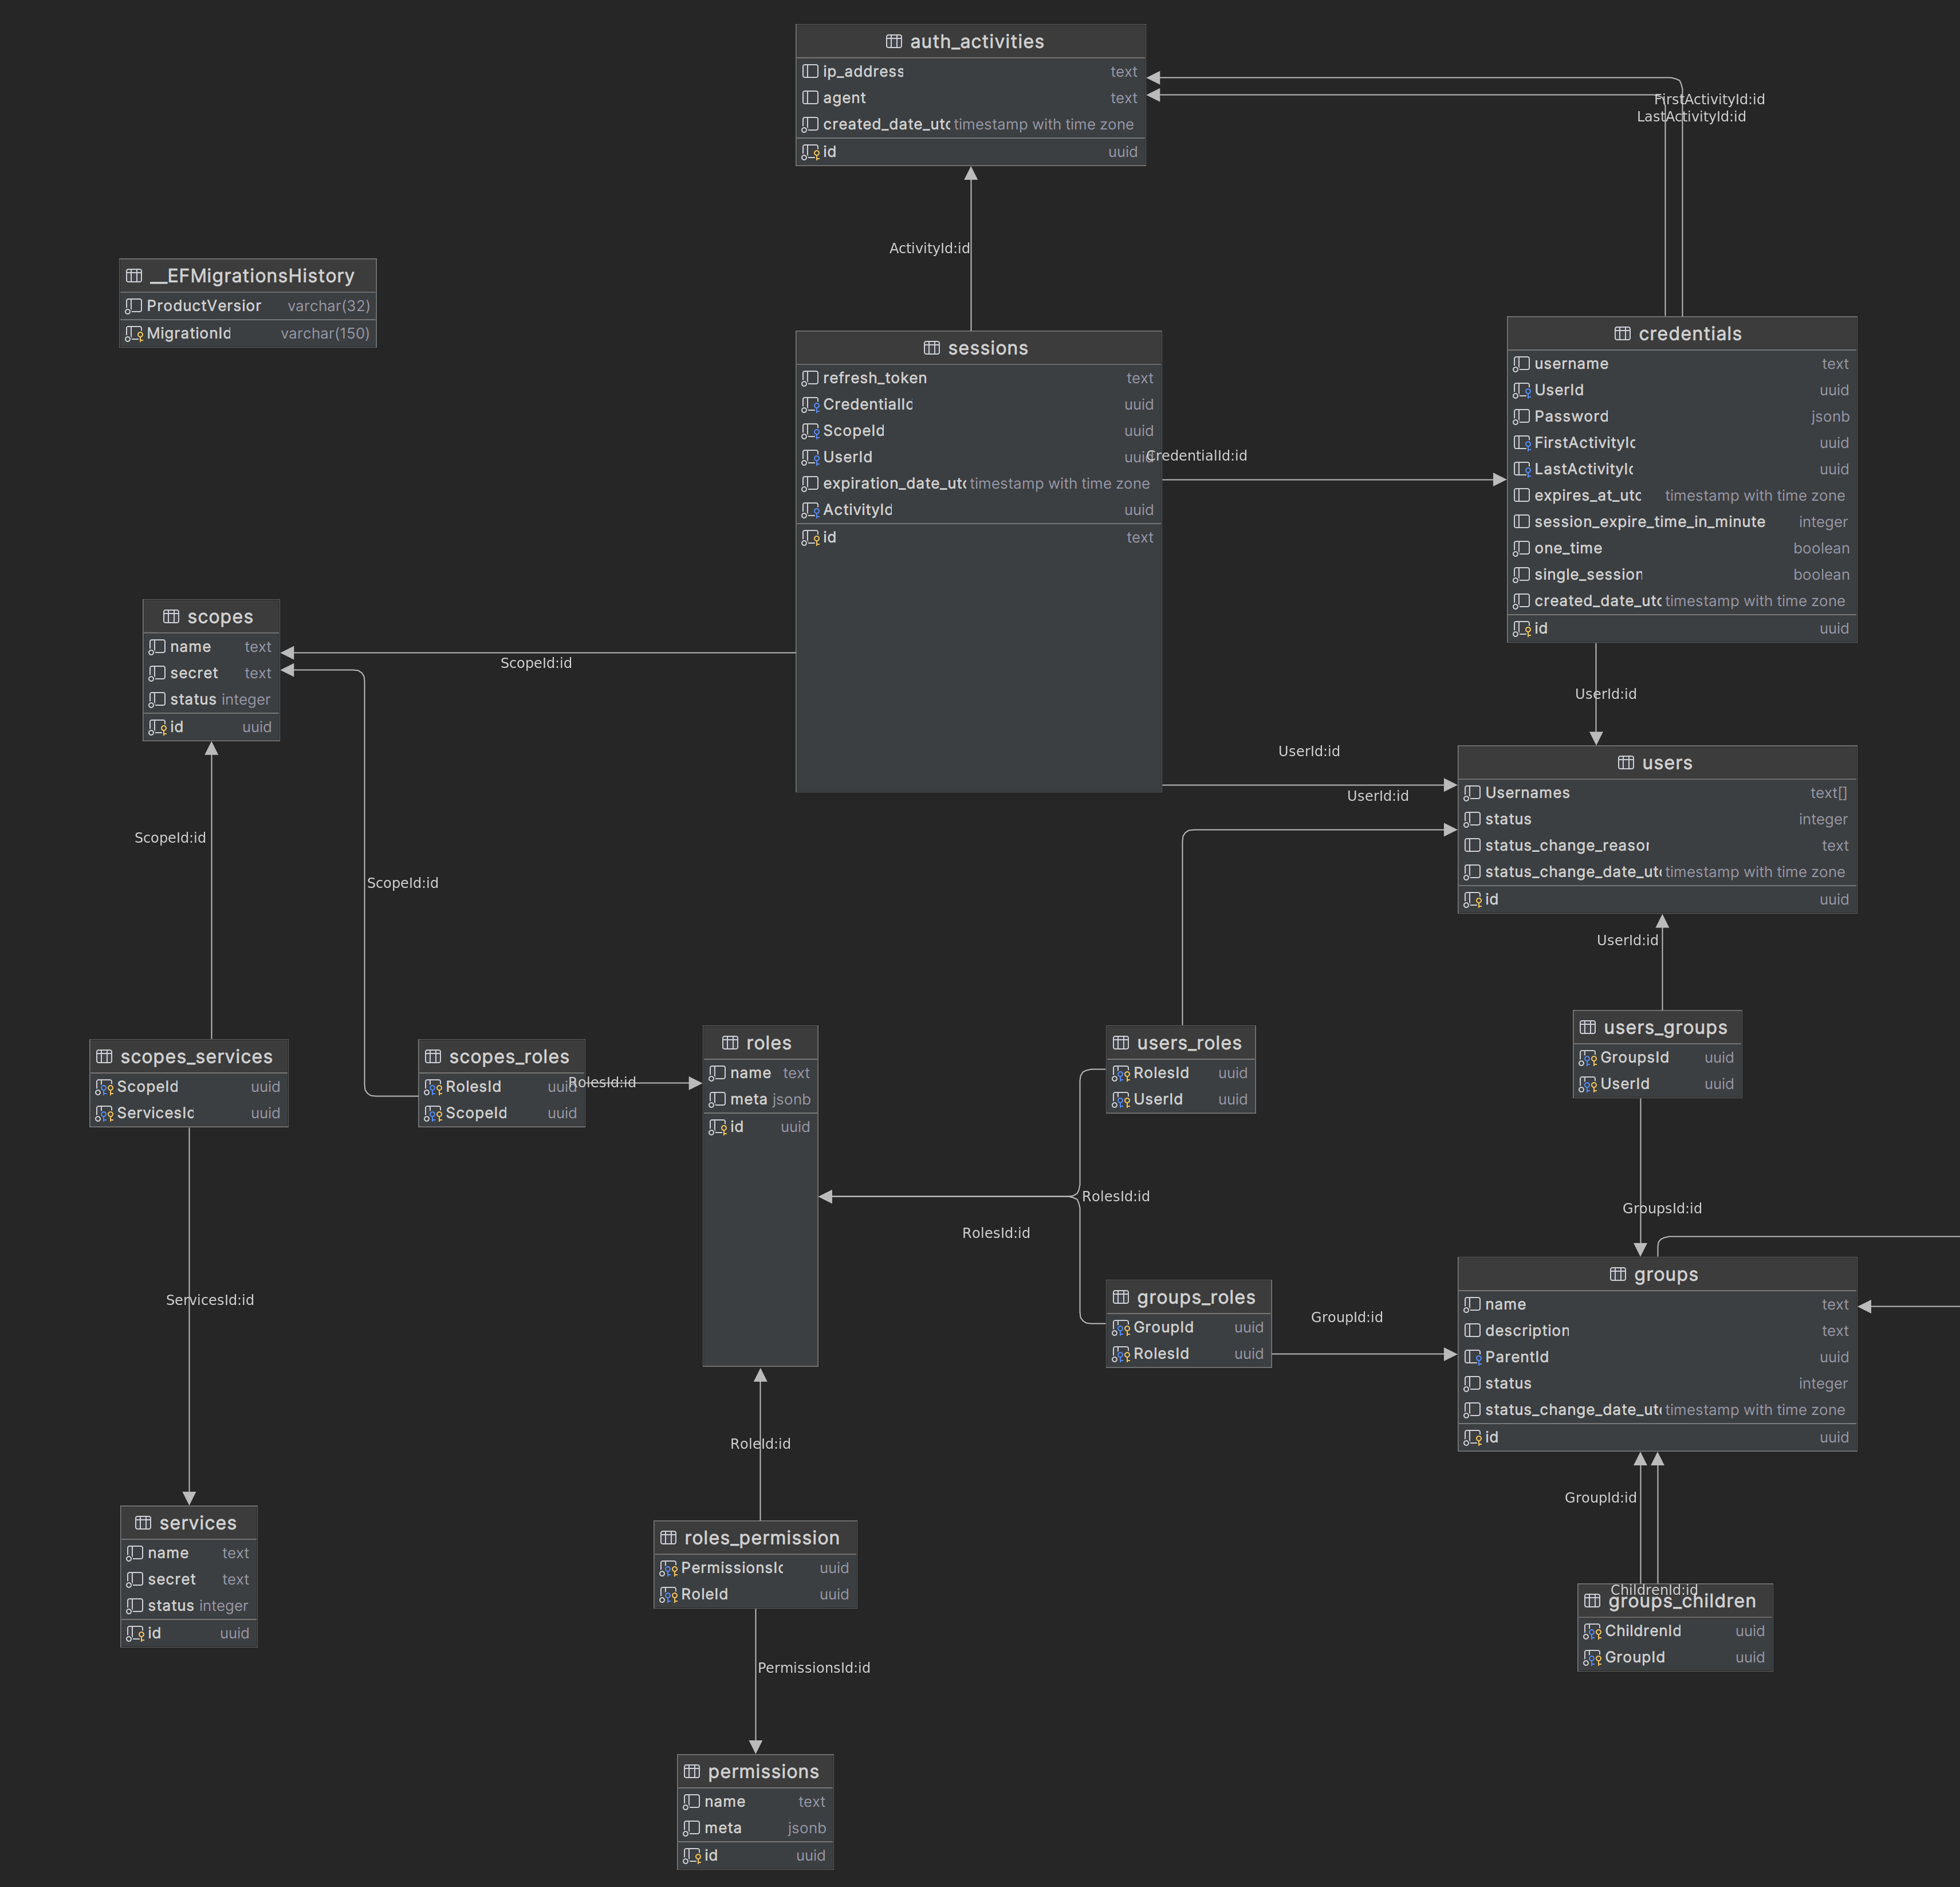 auth_activities
ip_address text
agent text
created_date_utc timestamp with time zone
id uuid
FirstActivityId:id
LastActivityId:id
ActivityId:id
__EFMigrationsHistory
ProductVersion varchar(32)
MigrationId varchar(150)
sessions
refresh_token text
CredentialId uuid
ScopeId uuid
UserId uuid
expiration_date_utc timestamp with time zone
ActivityId uuid
id text
CredentialId:id
credentials
username text
UserId uuid
Password jsonb
FirstActivityId uuid
LastActivityId uuid
expires_at_utc timestamp with time zone
session_expire_time_in_minute integer
one_time boolean
single_session boolean
created_date_utc timestamp with time zone
id uuid
scopes
name text
secret text
status integer
id uuid
ScopeId:id
UserId:id
UserId:id
UserId:id
users
Usernames text[]
status integer
status_change_reason text
status_change_date_utc timestamp with time zone
id uuid
ScopeId:id
ScopeId:id
UserId:id
scopes_services
ScopeId uuid
ServicesId uuid
scopes_roles
RolesId uuid
ScopeId uuid
RolesId:id
roles
name text
meta jsonb
id uuid
users_roles
RolesId uuid
UserId uuid
users_groups
GroupsId uuid
UserId uuid
RolesId:id
RolesId:id
GroupsId:id
ServicesId:id
groups_roles
GroupId uuid
RolesId uuid
GroupId:id
groups
name text
description text
ParentId uuid
status integer
status_change_date_utc timestamp with time zone
id uuid
RoleId:id
GroupId:id
services
name text
secret text
status integer
id uuid
roles_permission
PermissionsId uuid
RoleId uuid
ChildrenId:id
groups_children
ChildrenId uuid
GroupId uuid
PermissionsId:id
permissions
name text
meta jsonb
id uuid